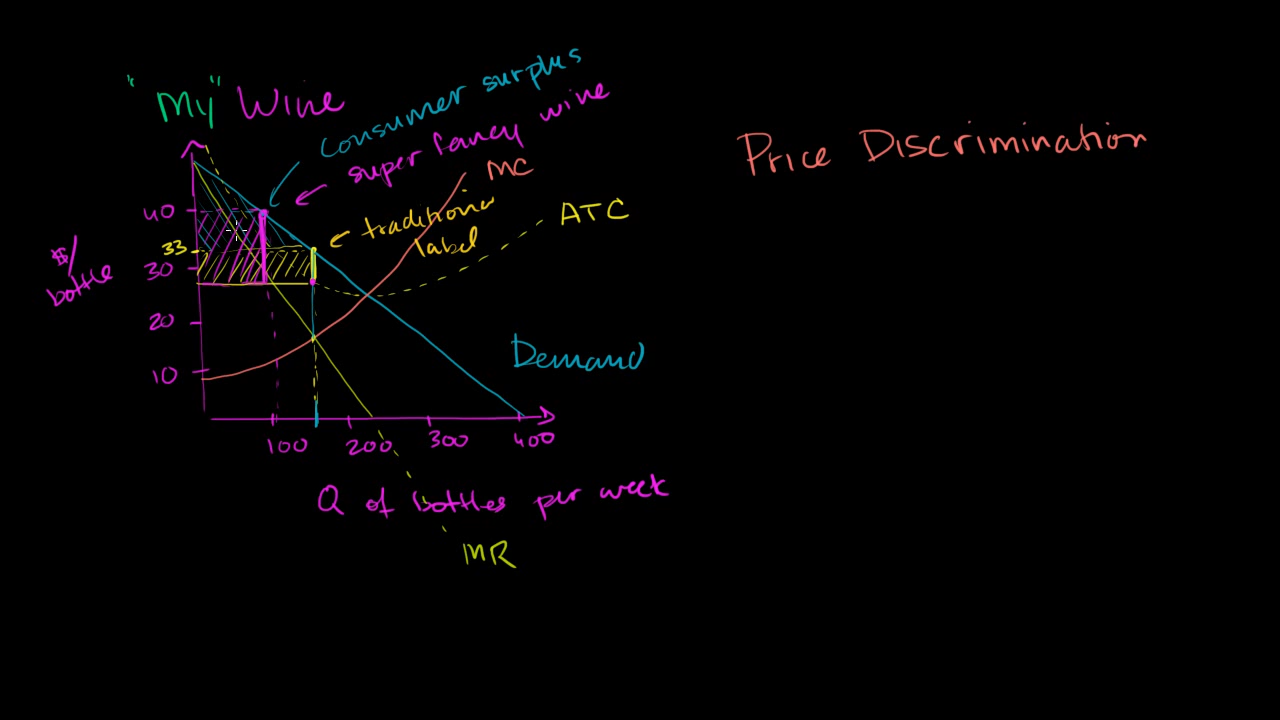 "My" Wine
consumer surplus
super fancy wine
MC
traditional
label
ATC
Price Discrimination
$/
bottle
40
33
30
20
10
Demand
100 200 300 400
Q of bottles per week
MR